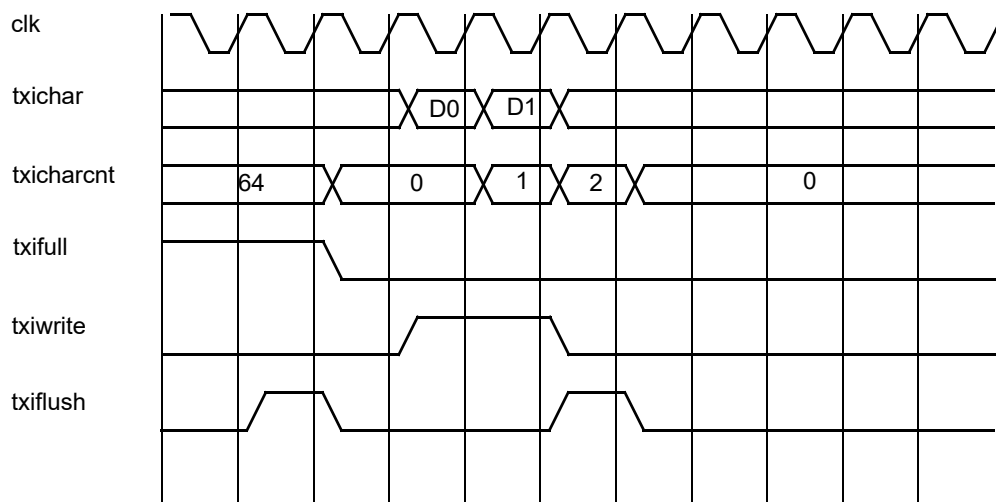 clk
txichar D0 D1
txicharcnt 64 0 1 2 0
txifull
txiwrite
txiflush